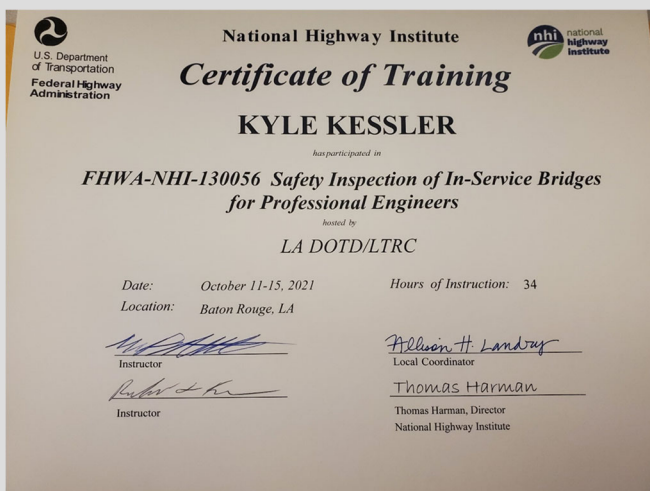 U.S. Department
of Transportation
Federal Highway
Administration
National Highway Institute
nhi national
highway
institute
Certificate of Training
KYLE KESSLER
has participated in
FHWA-NHI-130056 Safety Inspection of In-Service Bridges
for Professional Engineers
hosted by
LA DOTD/LTRC
Date: October 11-15, 2021 Hours of Instruction: 34
Location: Baton Rouge, LA
Allison H. Landry
Instructor Local Coordinator
Thomas Harman
Instructor Thomas Harman, Director
National Highway Institute